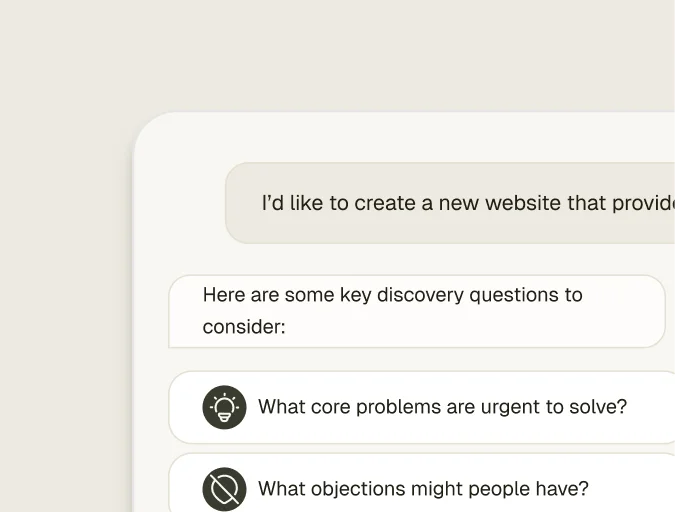 I’d like to create a new website that provide
Here are some key discovery questions to
consider:
What core problems are urgent to solve?
What objections might people have?